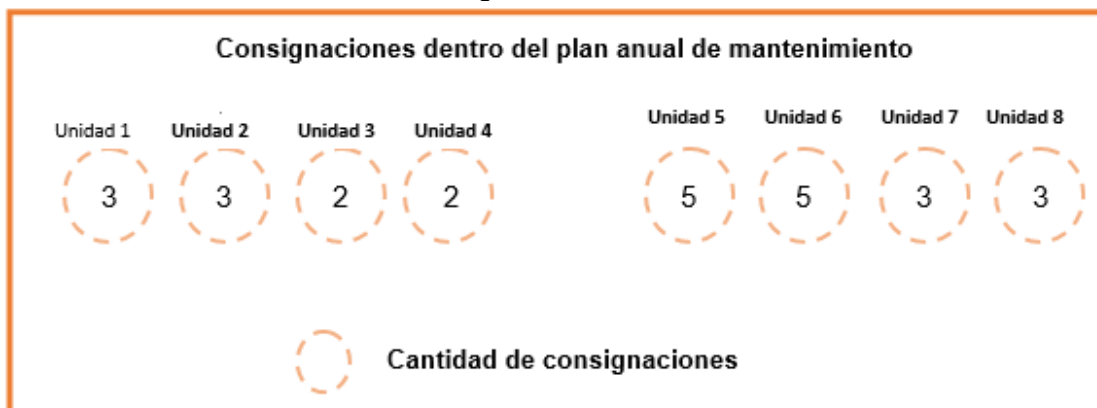 Consignaciones dentro del plan anual de mantenimiento
Unidad 1 Unidad 2 Unidad 3 Unidad 4 Unidad 5 Unidad 6 Unidad 7 Unidad 8
3 3 2 2 5 5 3 3
Cantidad de consignaciones